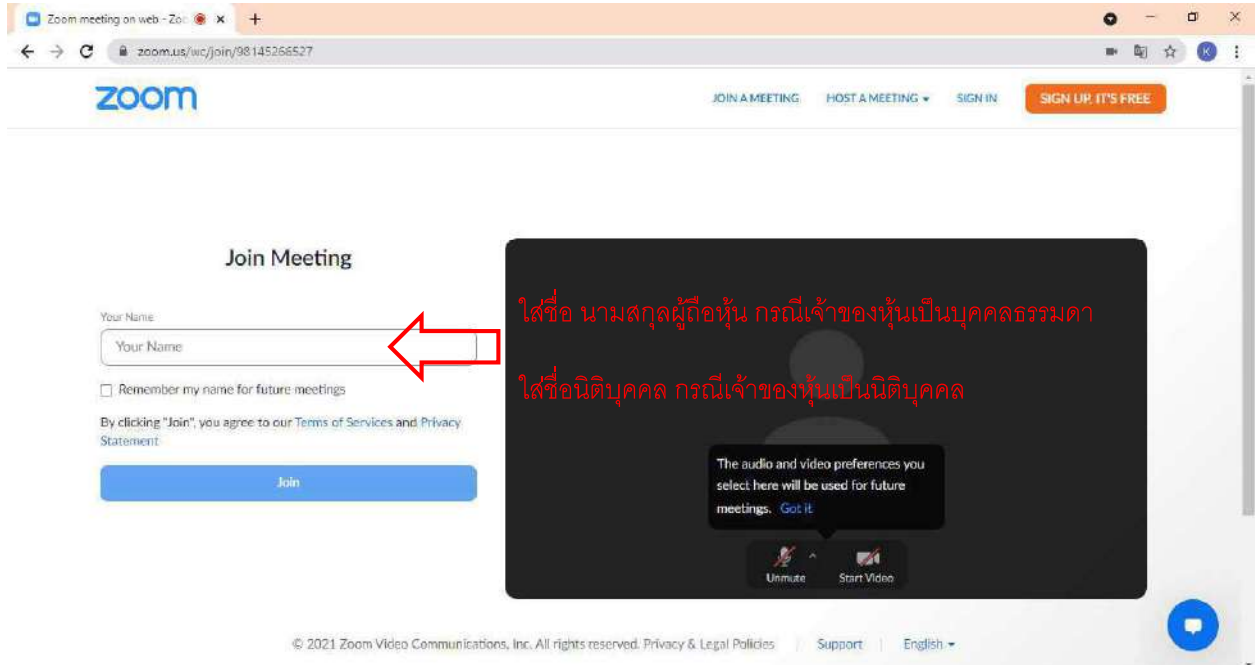 Zoom meeting on web - Zo
zoom.us/wc/join/98145266527
K
zoom
JOIN A MEETING HOST A MEETING SIGN IN SIGN UP, IT'S FREE
Join Meeting
Your Name
Your Name
Remember my name for future meetings
By clicking "Join", you agree to our Terms of Services and Privacy
Statement
Join
ใส่ชื่อ นามสกุลผู้ถือหุ้น กรณีเจ้าของหุ้นเป็นบุคคลธรรมดา
ใส่ชื่อนิติบุคคล กรณีเจ้าของหุ้นเป็นนิติบุคคล
The audio and video preferences you
select here will be used for future
meetings. Got it
Unmute Start Video
© 2021 Zoom Video Communications, Inc. All rights reserved. Privacy & Legal Policies | Support | English